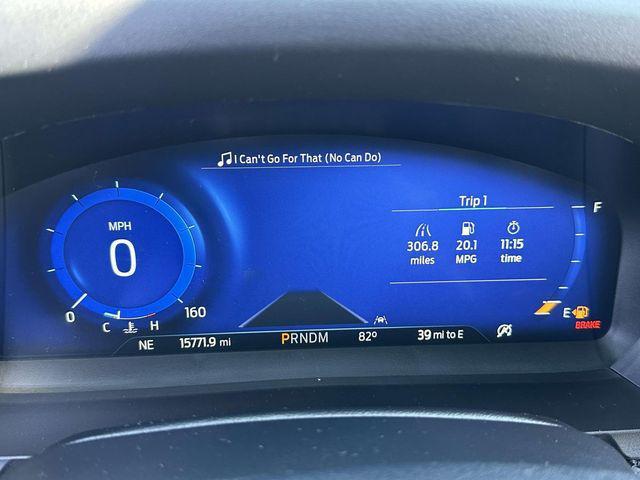 I Can't Go For That (No Can Do)
Trip 1
F
306.8 20.1 11:15
miles MPG time
MPH
0
0 160
C H
E
BRAKE
NE 15771.9 mi PRNDM 82° 39 mi to E